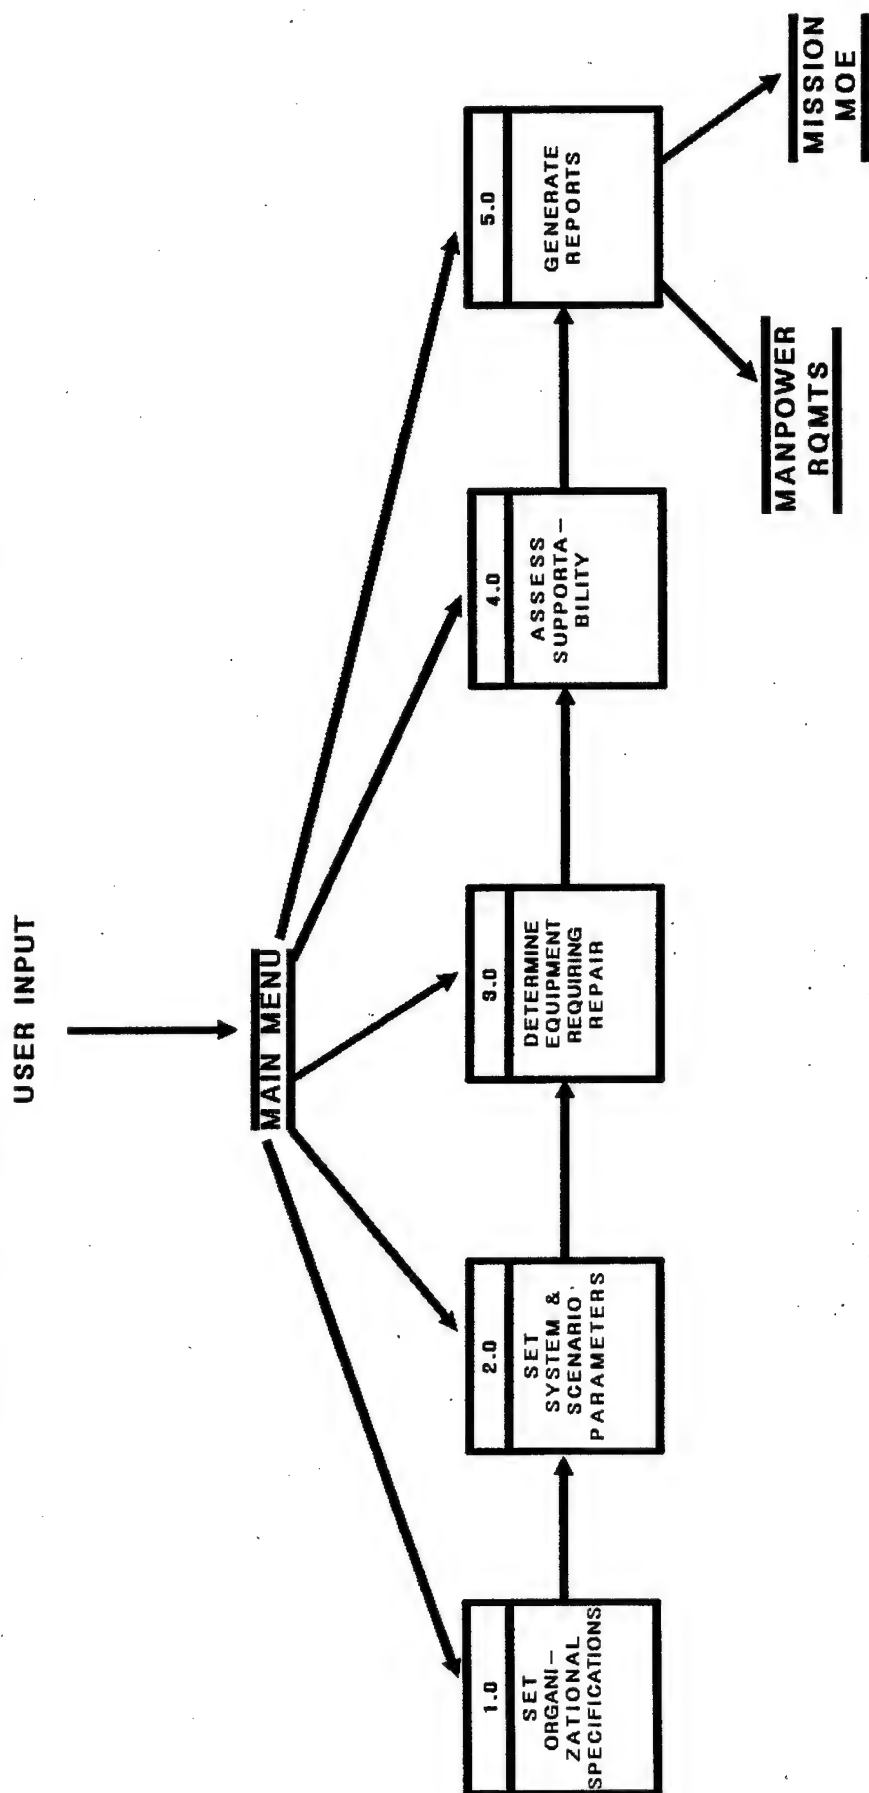 USER INPUT
MAIN MENU
1.0
SET
ORGANI–
ZATIONAL
SPECIFICATIONS
2.0
SET
SYSTEM &
SCENARIO
PARAMETERS
3.0
DETERMINE
EQUIPMENT
REQUIRING
REPAIR
4.0
ASSESS
SUPPORTA–
BILITY
5.0
GENERATE
REPORTS
MANPOWER
RQMTS
MISSION
MOE